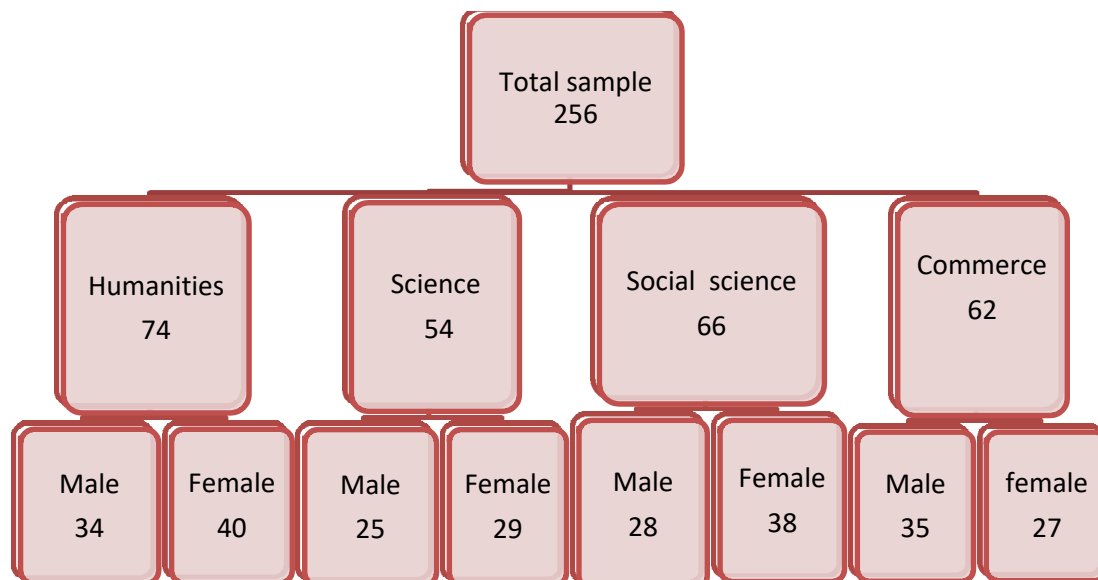 Total sample
256
Humanities
74
Science
54
Social science
66
Commerce
62
Male
34
Female
40
Male
25
Female
29
Male
28
Female
38
Male
35
female
27